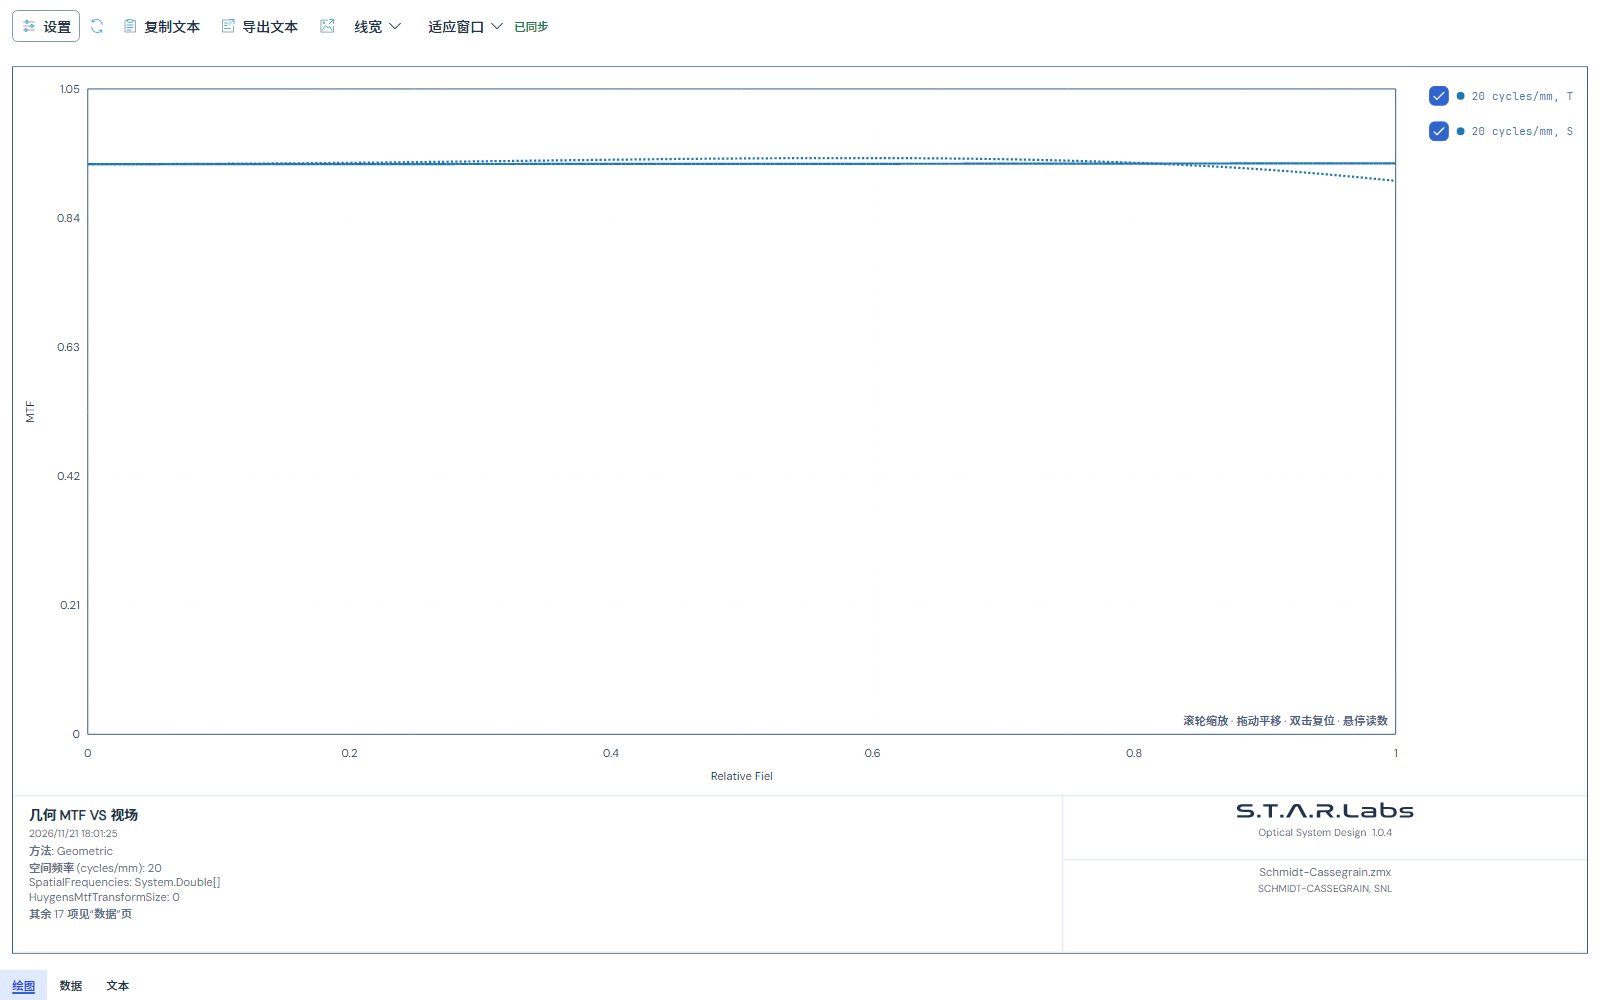 设置 复制文本 导出文本 线宽 适应窗口 已同步
1.05
0.84
0.63
0.42
0.21
0
MTF
0 0.2 0.4 0.6 0.8 1
Relative Fiel
20 cycles/mm, T
20 cycles/mm, S
滚轮缩放 · 拖动平移 · 双击复位 · 悬停读数
几何 MTF VS 视场
2026/11/21 18:01:25
方法: Geometric
空间频率 (cycles/mm): 20
SpatialFrequencies: System.Double[]
HuygensMtfTransformSize: 0
其余 17 项见“数据”页
S.T.A.R.Labs
Optical System Design 1.0.4
Schmidt-Cassegrain.zmx
SCHMIDT-CASSEGRAIN, SNL
绘图 数据 文本